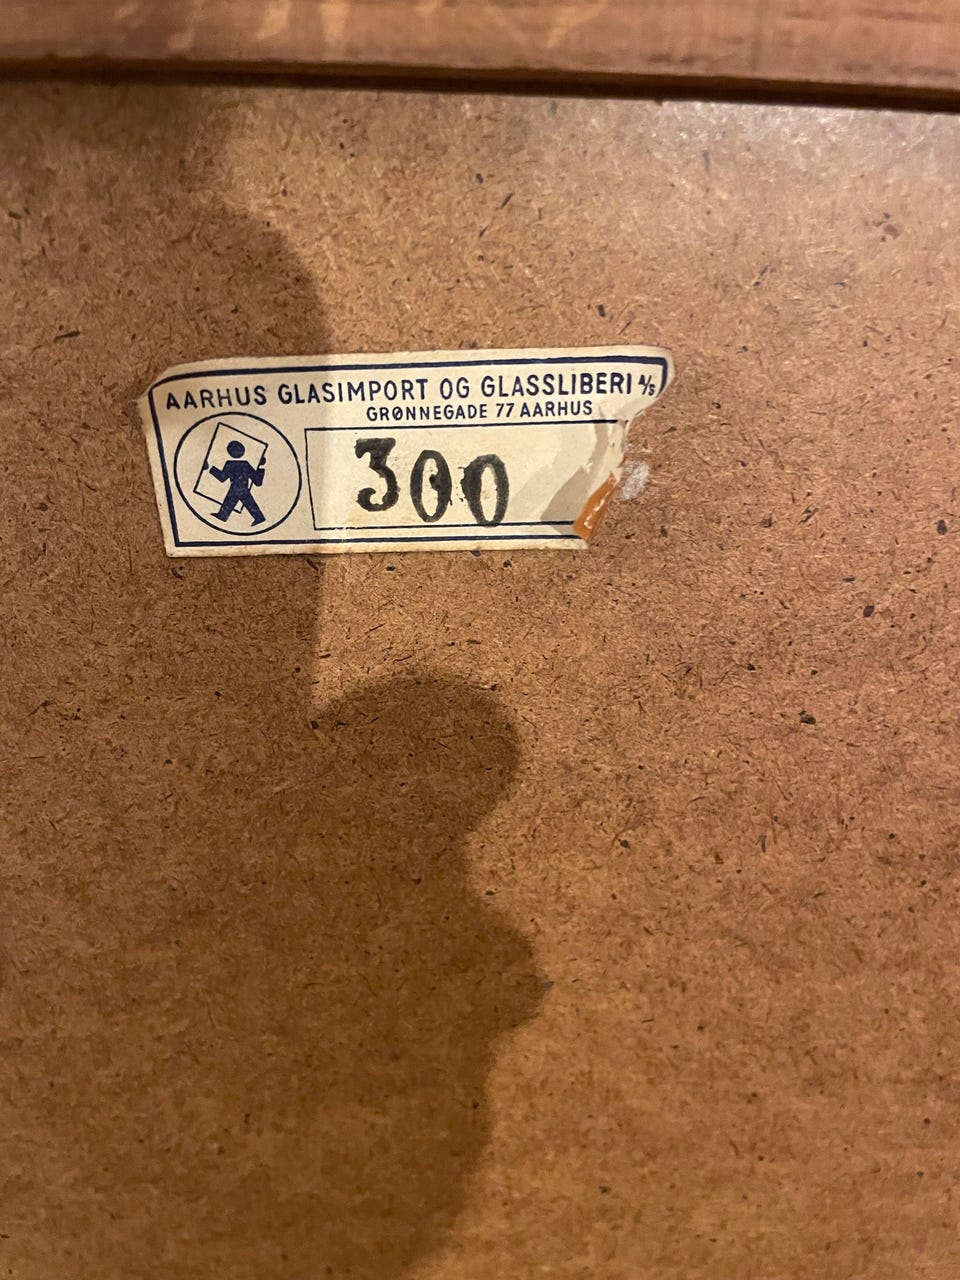 AARHUS GLASIMPORT OG GLASSLIBERI A/S
GRØNNEGADE 77 AARHUS
300